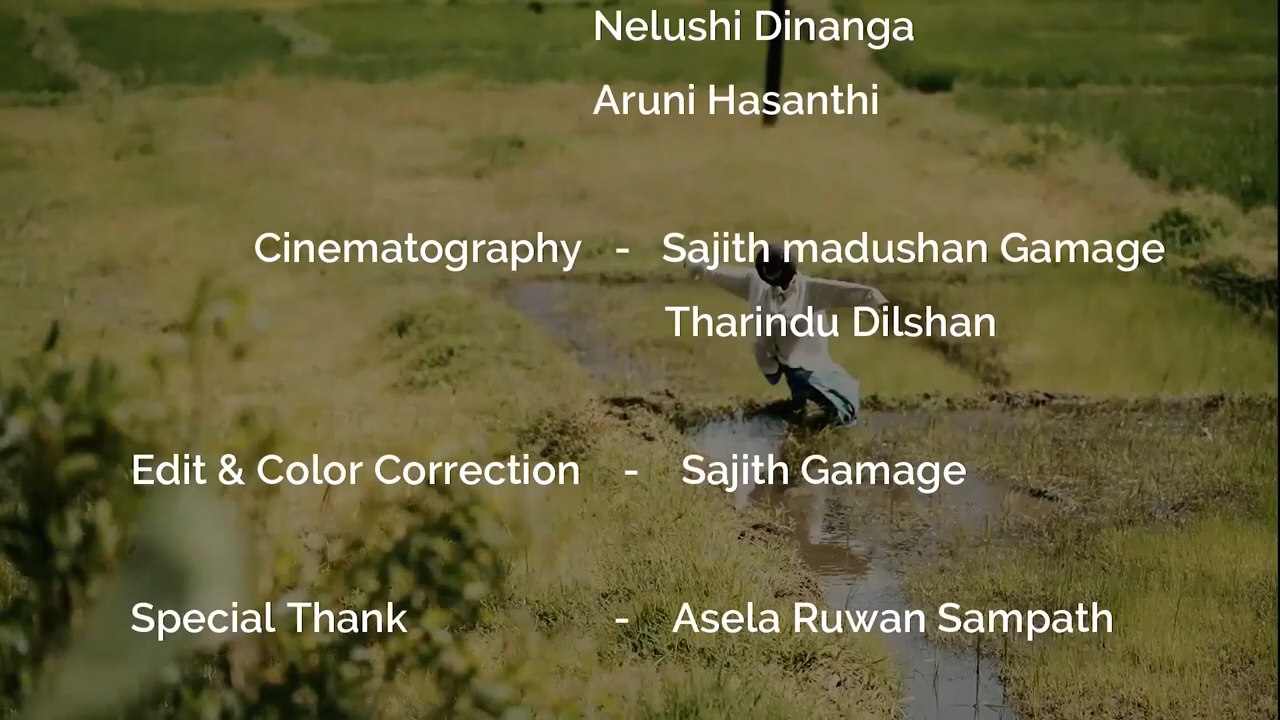 Nelushi Dinanga
Aruni Hasanthi
Cinematography - Sajith madushan Gamage
Tharindu Dilshan
Edit & Color Correction - Sajith Gamage
Special Thank - Asela Ruwan Sampath